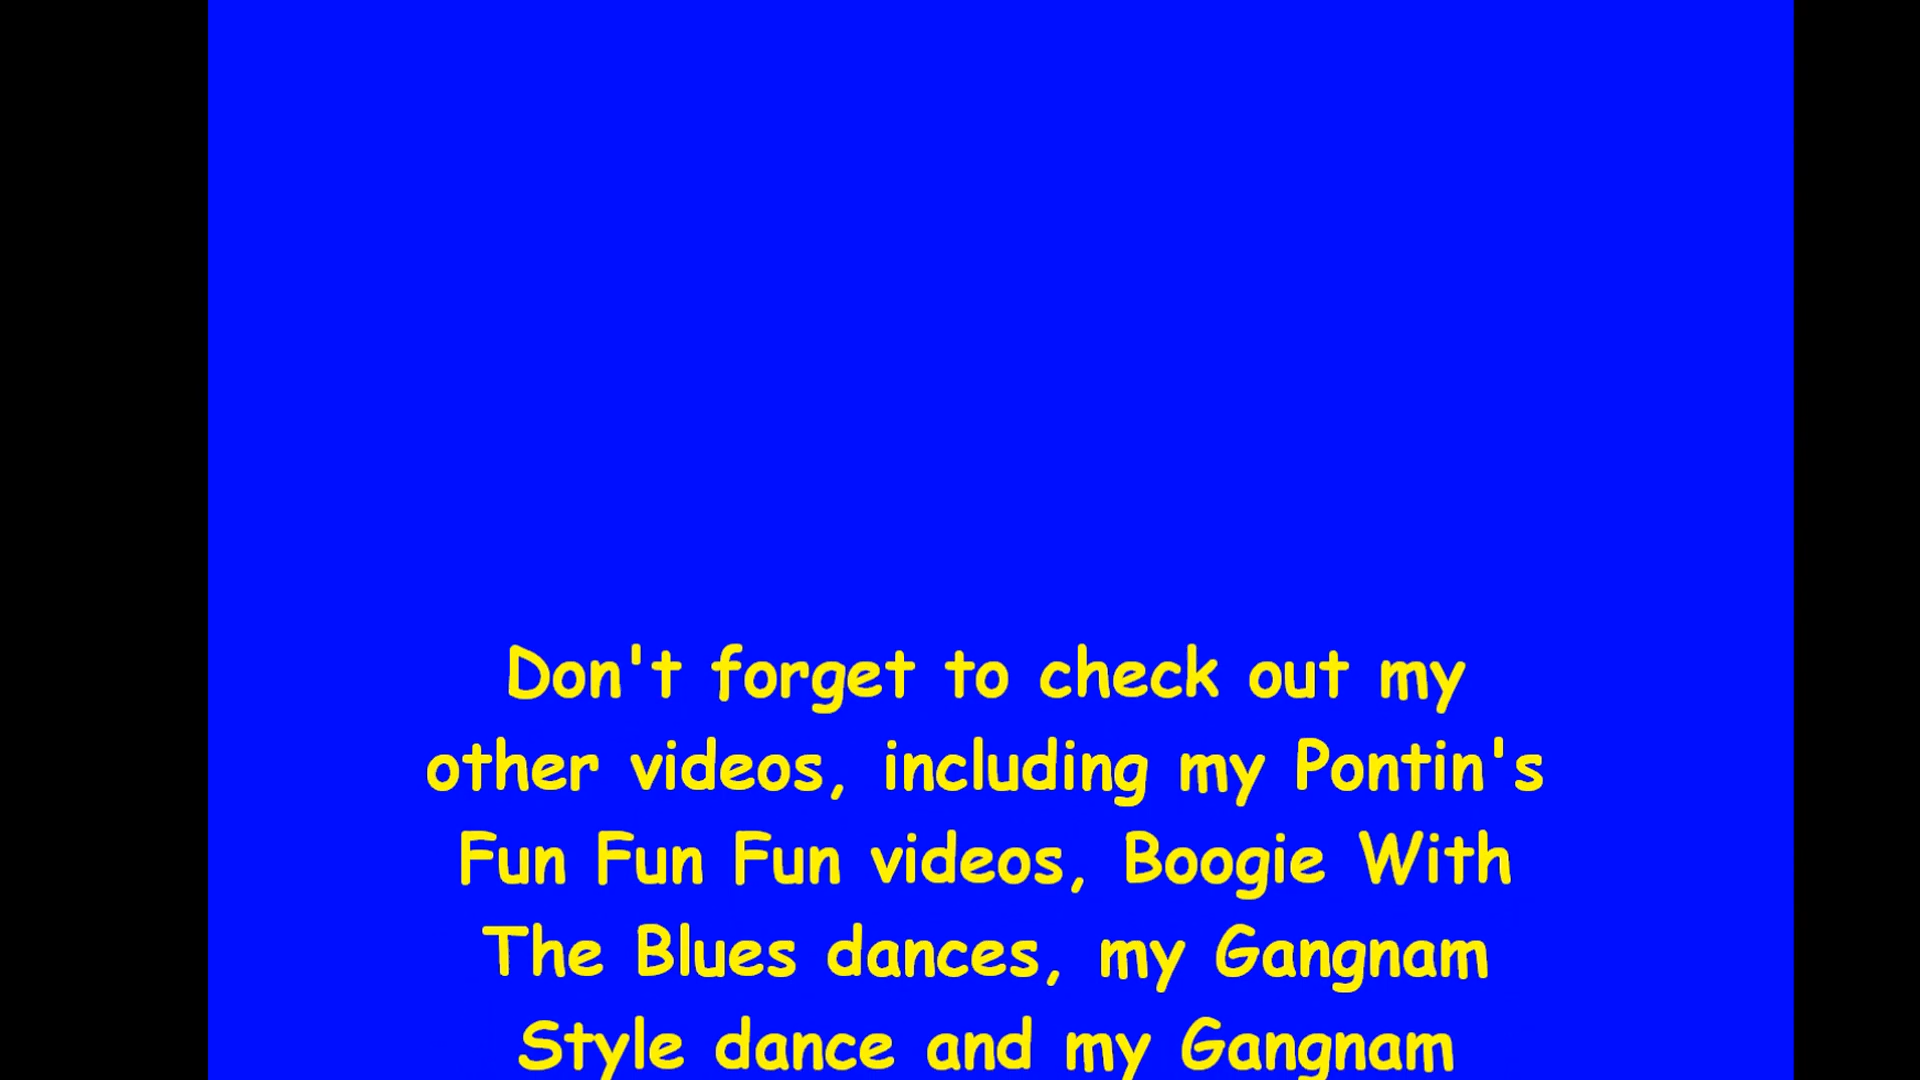 Don't forget to check out my
other videos, including my Pontin's
Fun Fun Fun videos, Boogie With
The Blues dances, my Gangnam
Style dance and my Gangnam